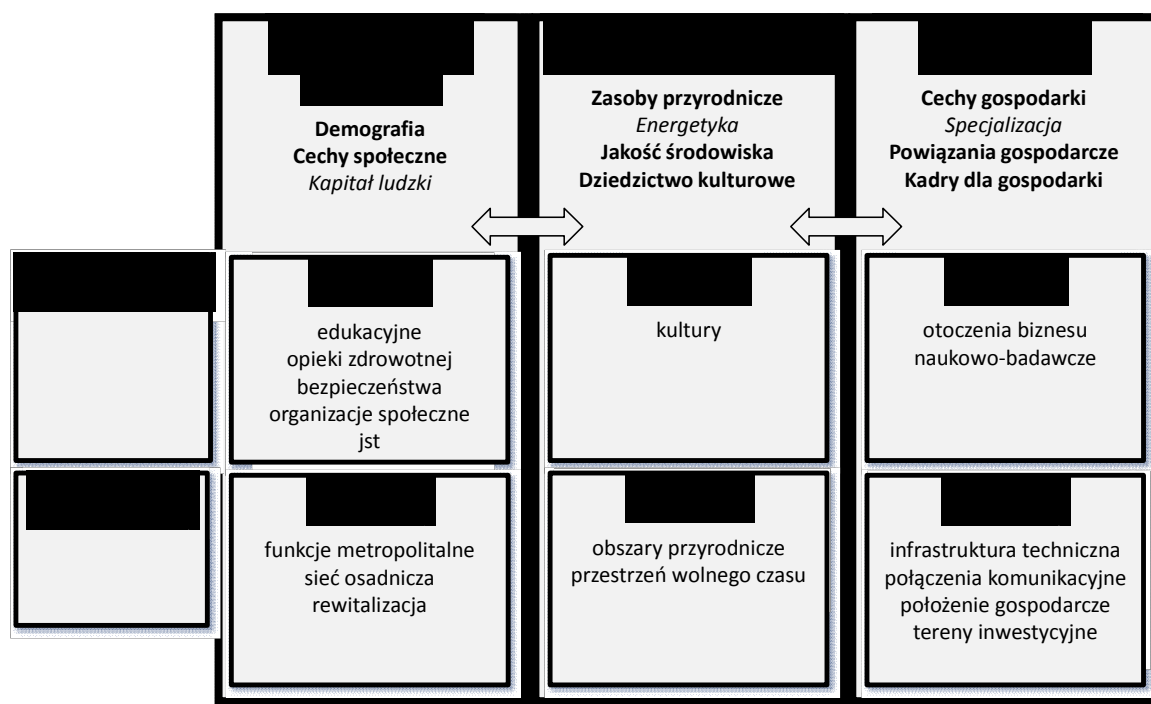 Demografia
Cechy społeczne
Kapitał ludzki
Zasoby przyrodnicze
Energetyka
Jakość środowiska
Dziedzictwo kulturowe
Cechy gospodarki
Specjalizacja
Powiązania gospodarcze
Kadry dla gospodarki
edukacyjne
opieki zdrowotnej
bezpieczeństwa
organizacje społeczne
jst
kultury
otoczenia biznesu
naukowo-badawcze
funkcje metropolitalne
sieć osadnicza
rewitalizacja
obszary przyrodnicze
przestrzeń wolnego czasu
infrastruktura techniczna
połączenia komunikacyjne
położenie gospodarcze
tereny inwestycyjne